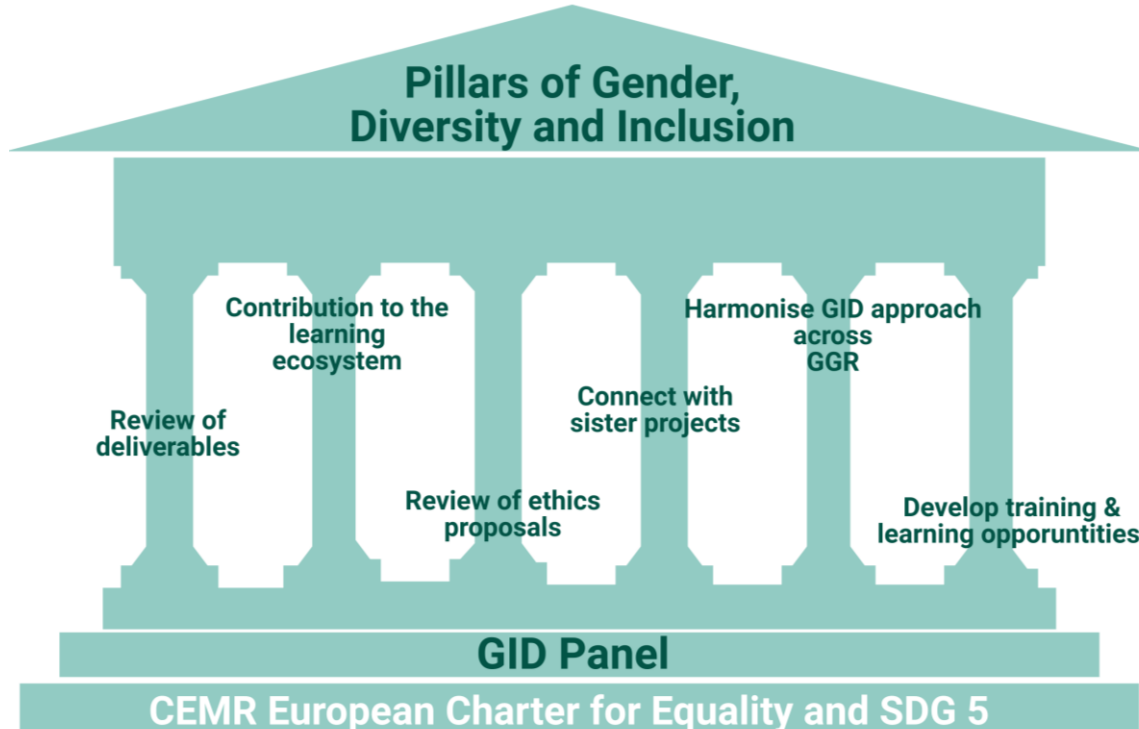 Pillars of Gender,
Diversity and Inclusion
Contribution to the
learning
ecosystem
Harmonise GID approach
across
GGR
Connect with
sister projects
Review of
deliverables
Review of ethics
proposals
Develop training &
learning opporuntities
GID Panel
CEMR European Charter for Equality and SDG 5